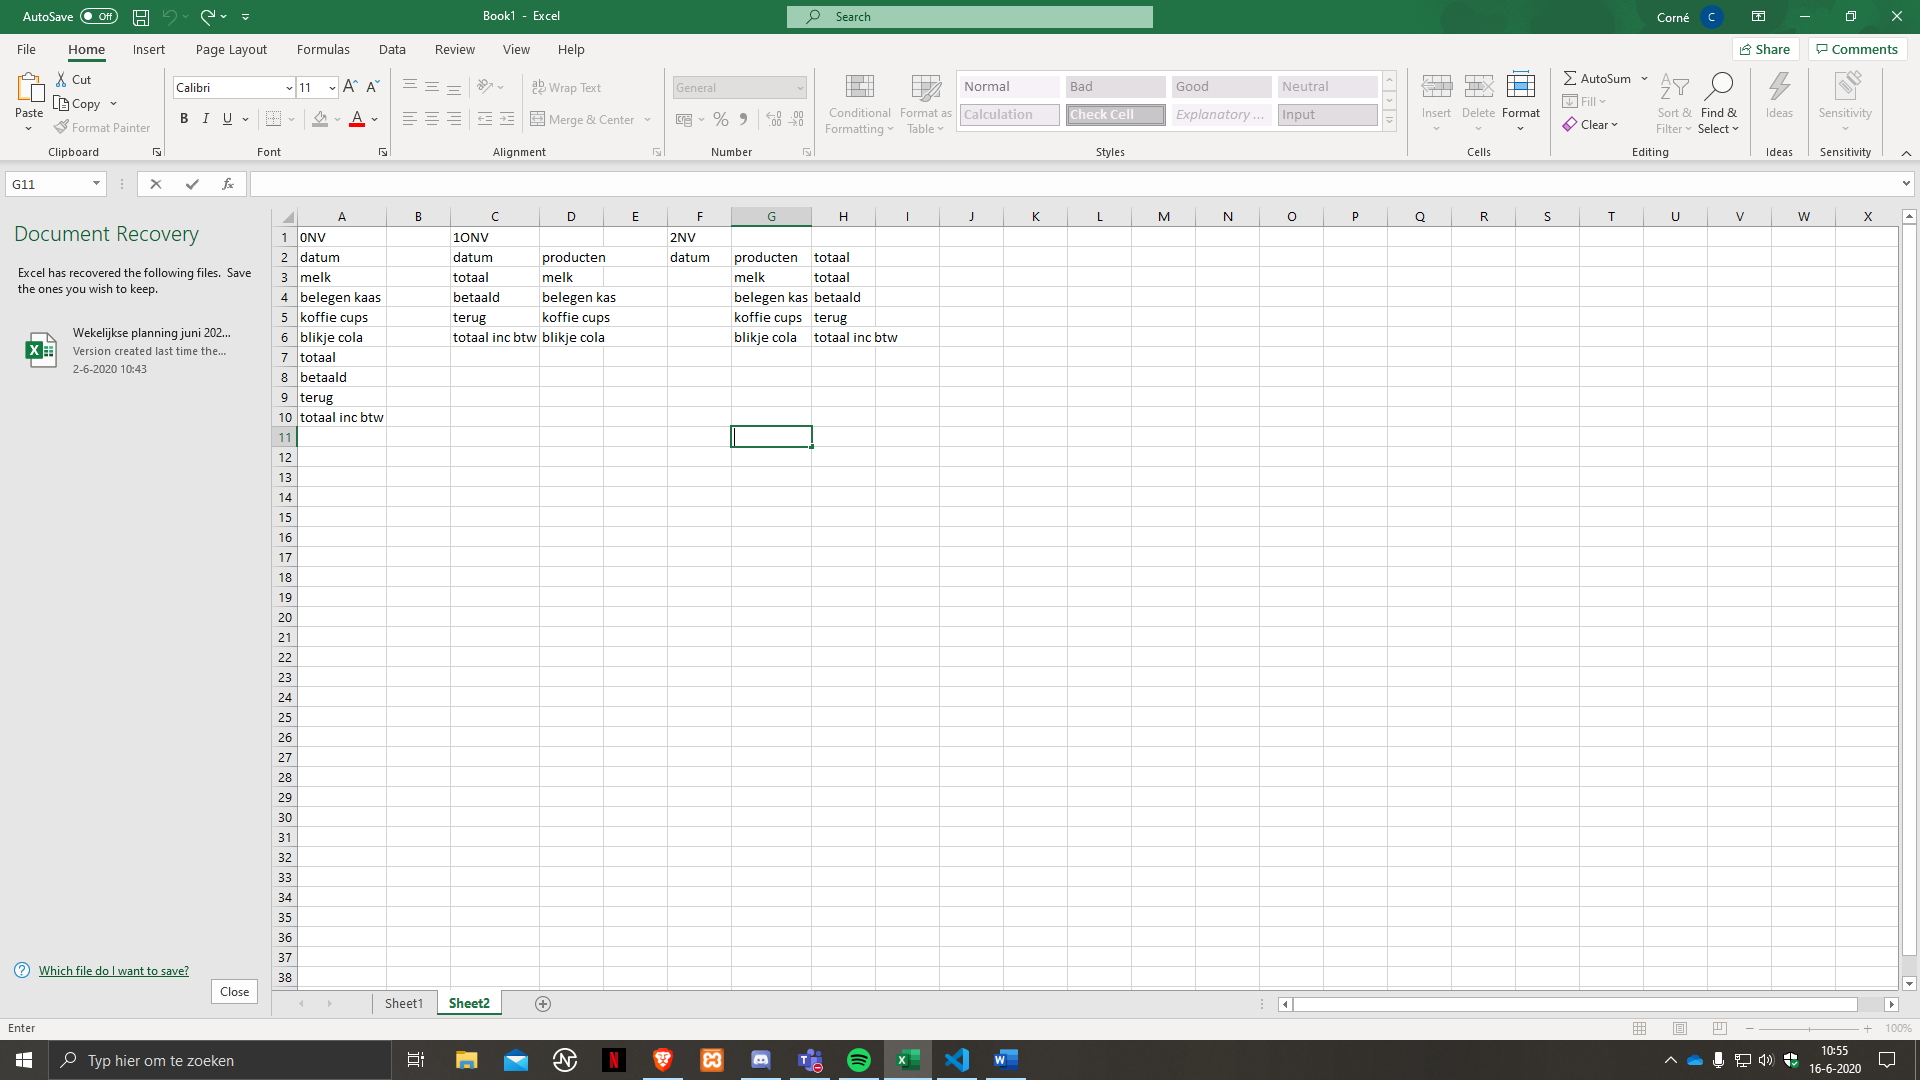 AutoSave Off Book1 - Excel Search Corné C
File Home Insert Page Layout Formulas Data Review View Help Share Comments
Paste Cut Copy Format Painter Clipboard
Calibri 11 A A B I U A Font
Wrap Text Merge & Center Alignment
General % Number
Conditional Formatting Format as Table
Normal Bad Good Neutral
Calculation Check Cell Explanatory ... Input
Styles
Insert Delete Format Cells
AutoSum Fill Clear Sort & Filter Find & Select Editing
Ideas Ideas
Sensitivity Sensitivity
G11 fx
Document Recovery
Excel has recovered the following files. Save
the ones you wish to keep.
Wekelijkse planning juni 202...
Version created last time the...
2-6-2020 10:43
Which file do I want to save?
Close
A B C D E F G H I J K L M N O P Q R S T U V W X
1 0NV 1ONV 2NV
2 datum datum producten datum producten totaal
3 melk totaal melk melk totaal
4 belegen kaas betaald belegen kas belegen kas betaald
5 koffie cups terug koffie cups koffie cups terug
6 blikje cola totaal inc btw blikje cola blikje cola totaal inc btw
7 totaal
8 betaald
9 terug
10 totaal inc btw
11
12
13
14
15
16
17
18
19
20
21
22
23
24
25
26
27
28
29
30
31
32
33
34
35
36
37
38
Sheet1 Sheet2
Enter 100%
Typ hier om te zoeken
10:55
16-6-2020